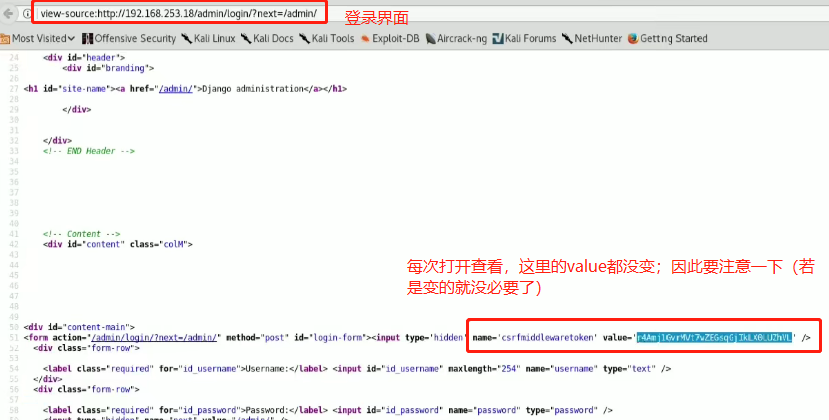 view-source:http://192.168.253.18/admin/login/?next=/admin/
登录界面
Most Visited Offensive Security Kali Linux Kali Docs Kali Tools Exploit-DB Aircrack-ng Kali Forums NetHunter Getting Started
24 <div id="header">
25 <div id="branding">
26
27 <h1 id="site-name"><a href="/admin/">Django administration</a></h1>
28
29 </div>
30
31
32 </div>
33 <!-- END Header -->
34
35
36
37
38
39
40
41 <!-- Content -->
42 <div id="content" class="colM">
43
44
每次打开查看，这里的value都没变；因此要注意一下（若
45
是变的就没必要了）
46
47
48
49
50 <div id="content-main">
51 <form action="/admin/login/?next=/admin/" method="post" id="login-form"><input type='hidden' name='csrfmiddlewaretoken' value=' ' />
52 <div class="form-row">
53
54 <label class="required" for="id_username">Username:</label> <input id="id_username" maxlength="254" name="username" type="text" />
55 </div>
56 <div class="form-row">
57
58 <label class="required" for="id_password">Password:</label> <input id="id_password" name="password" type="password" />